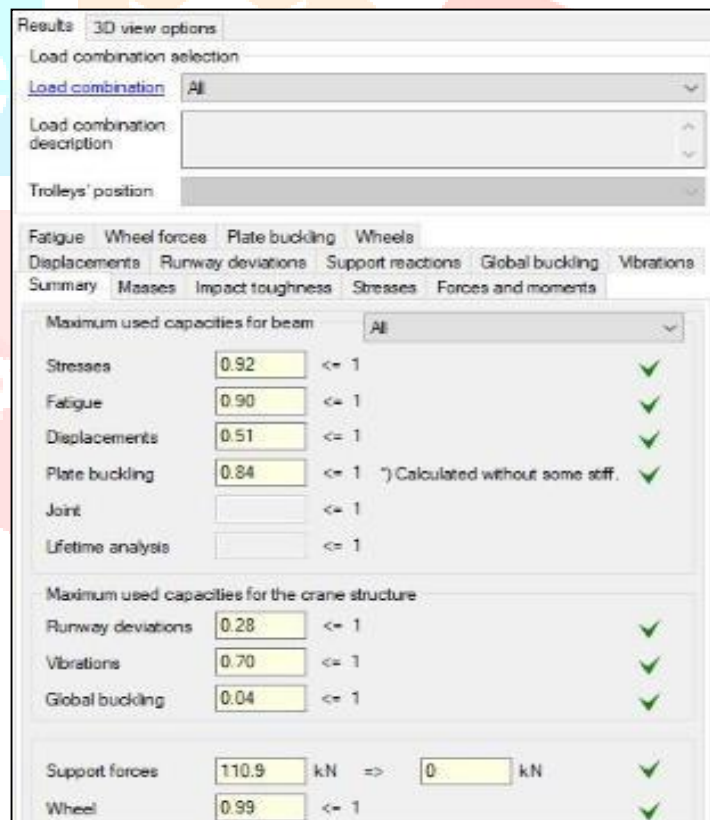 Results 3D view options
Load combination selection
Load combination All
Load combination description
Trolleys' position
Fatigue Wheel forces Plate buckling Wheels
Displacements Runway deviations Support reactions Global buckling Vibrations
Summary Masses Impact toughness Stresses Forces and moments
Maximum used capacities for beam All
Stresses 0.92 <= 1
Fatigue 0.90 <= 1
Displacements 0.51 <= 1
Plate buckling 0.84 <= 1 *) Calculated without some stiff.
Joint <= 1
Lifetime analysis <= 1
Maximum used capacities for the crane structure
Runway deviations 0.28 <= 1
Vibrations 0.70 <= 1
Global buckling 0.04 <= 1
Support forces 110.9 kN => 0 kN
Wheel 0.99 <= 1